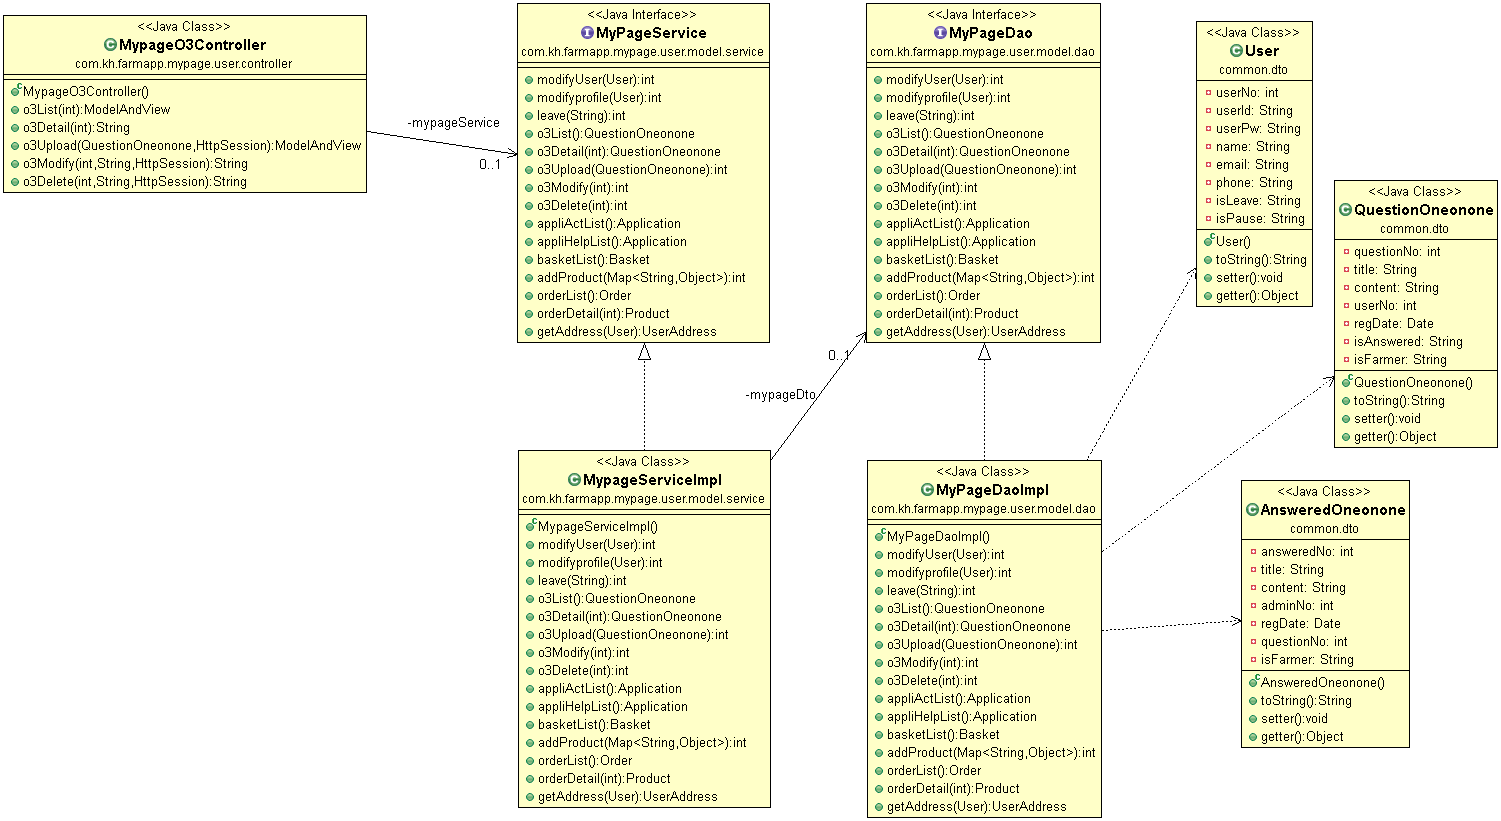 <<Java Class>>
MypageO3Controller
com.kh.farmapp.mypage.user.controller
MypageO3Controller()
o3List(int):ModelAndView
o3Detail(int):String
o3Upload(QuestionOneonone,HttpSession):ModelAndView
o3Modify(int,String,HttpSession):String
o3Delete(int,String,HttpSession):String
-mypageService
0..1
<<Java Interface>>
MyPageService
com.kh.farmapp.mypage.user.model.service
modifyUser(User):int
modifyprofile(User):int
leave(String):int
o3List():QuestionOneonone
o3Detail(int):QuestionOneonone
o3Upload(QuestionOneonone):int
o3Modify(int):int
o3Delete(int):int
appliActList():Application
appliHelpList():Application
basketList():Basket
addProduct(Map<String,Object>):int
orderList():Order
orderDetail(int):Product
getAddress(User):UserAddress
<<Java Interface>>
MyPageDao
com.kh.farmapp.mypage.user.model.dao
modifyUser(User):int
modifyprofile(User):int
leave(String):int
o3List():QuestionOneonone
o3Detail(int):QuestionOneonone
o3Upload(QuestionOneonone):int
o3Modify(int):int
o3Delete(int):int
appliActList():Application
appliHelpList():Application
basketList():Basket
addProduct(Map<String,Object>):int
orderList():Order
orderDetail(int):Product
getAddress(User):UserAddress
<<Java Class>>
User
common.dto
userNo: int
userId: String
userPw: String
name: String
email: String
phone: String
isLeave: String
isPause: String
User()
toString():String
setter():void
getter():Object
<<Java Class>>
QuestionOneonone
common.dto
questionNo: int
title: String
content: String
userNo: int
regDate: Date
isAnswered: String
isFarmer: String
QuestionOneonone()
toString():String
setter():void
getter():Object
0..1
-mypageDto
<<Java Class>>
MypageServiceImpl
com.kh.farmapp.mypage.user.model.service
MypageServiceImpl()
modifyUser(User):int
modifyprofile(User):int
leave(String):int
o3List():QuestionOneonone
o3Detail(int):QuestionOneonone
o3Upload(QuestionOneonone):int
o3Modify(int):int
o3Delete(int):int
appliActList():Application
appliHelpList():Application
basketList():Basket
addProduct(Map<String,Object>):int
orderList():Order
orderDetail(int):Product
getAddress(User):UserAddress
<<Java Class>>
MyPageDaoImpl
com.kh.farmapp.mypage.user.model.dao
MyPageDaoImpl()
modifyUser(User):int
modifyprofile(User):int
leave(String):int
o3List():QuestionOneonone
o3Detail(int):QuestionOneonone
o3Upload(QuestionOneonone):int
o3Modify(int):int
o3Delete(int):int
appliActList():Application
appliHelpList():Application
basketList():Basket
addProduct(Map<String,Object>):int
orderList():Order
orderDetail(int):Product
getAddress(User):UserAddress
<<Java Class>>
AnsweredOneonone
common.dto
answeredNo: int
title: String
content: String
adminNo: int
regDate: Date
questionNo: int
isFarmer: String
AnsweredOneonone()
toString():String
setter():void
getter():Object